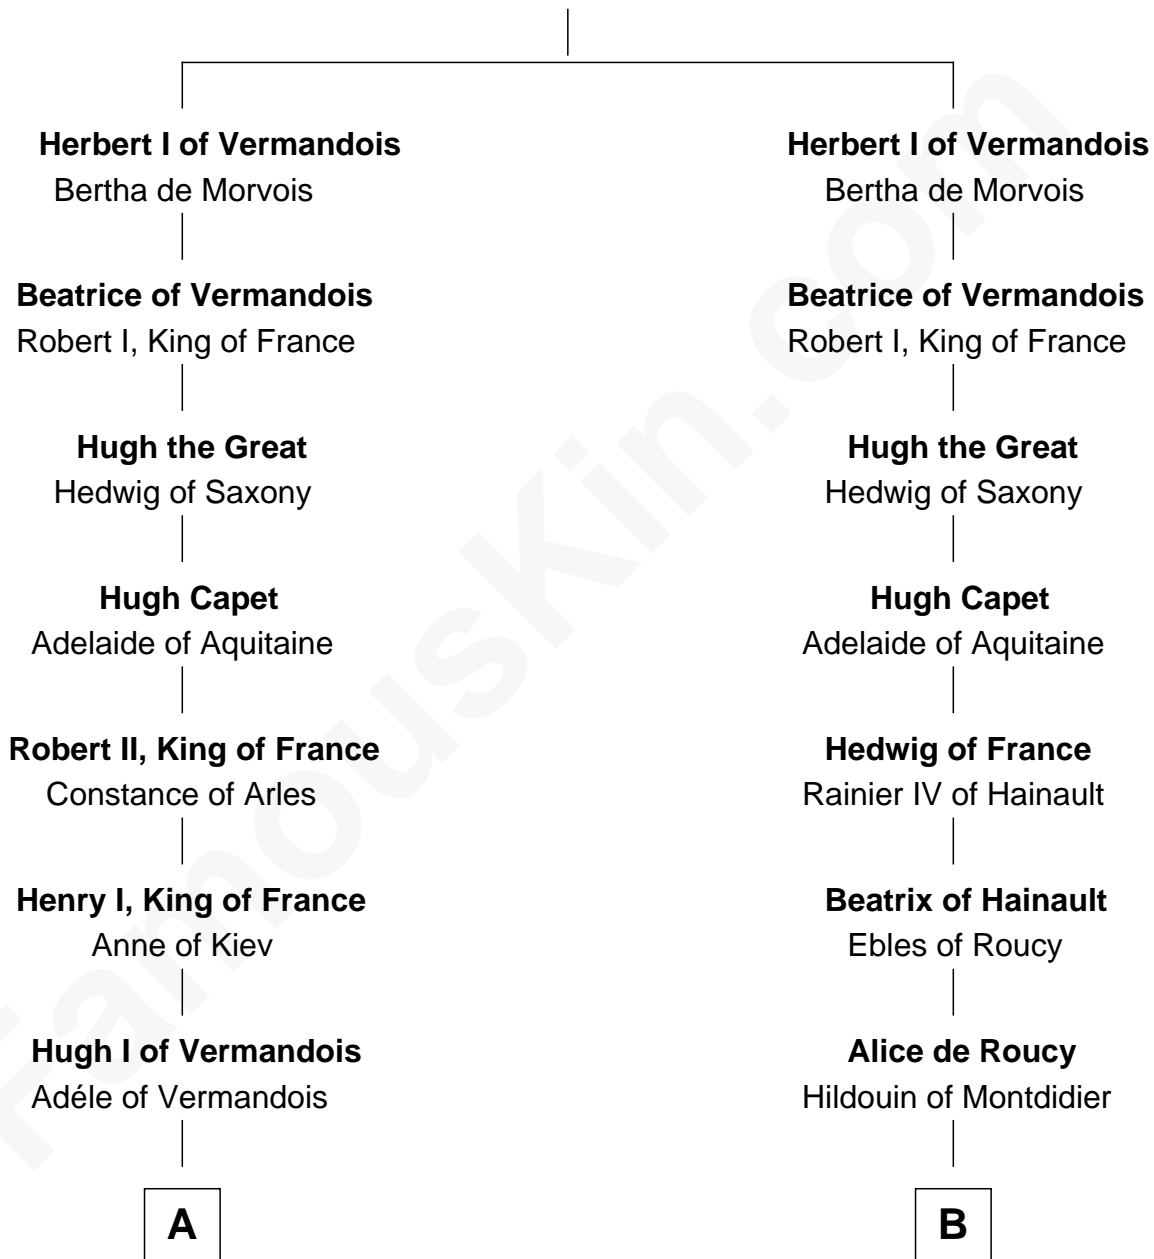 Herbert I of Vermandois
Bertha de Morvois
Beatrice of Vermandois
Robert I, King of France
Hugh the Great
Hedwig of Saxony
Hugh Capet
Adelaide of Aquitaine
Robert II, King of France
Constance of Arles
Henry I, King of France
Anne of Kiev
Hugh I of Vermandois
Adéle of Vermandois
A
Herbert I of Vermandois
Bertha de Morvois
Beatrice of Vermandois
Robert I, King of France
Hugh the Great
Hedwig of Saxony
Hugh Capet
Adelaide of Aquitaine
Hedwig of France
Rainier IV of Hainault
Beatrix of Hainault
Ebles of Roucy
Alice de Roucy
Hildouin of Montdidier
B
FamousKin.com